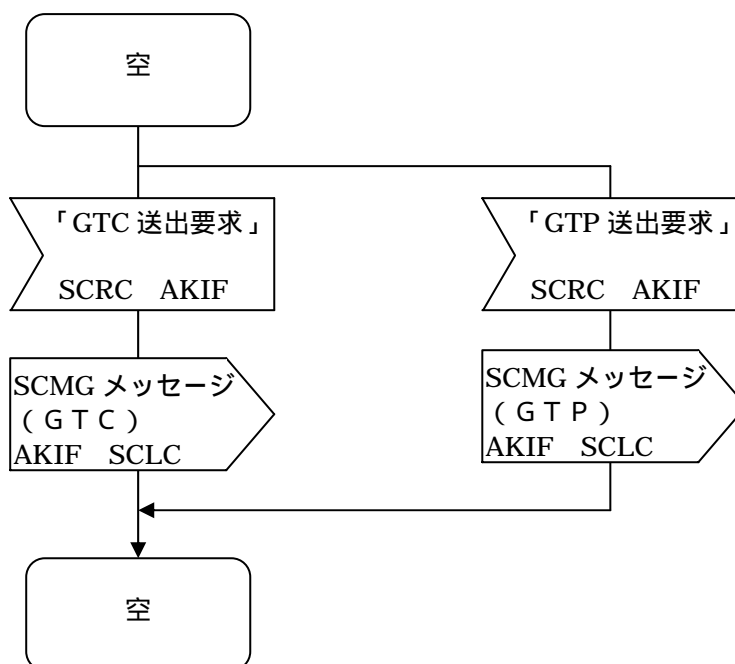 空
「GTC 送出要求」
SCRC AKIF
「GTP 送出要求」
SCRC AKIF
SCMG メッセージ
(GTC)
AKIF SCLC
SCMG メッセージ
(GTP)
AKIF SCLC
空